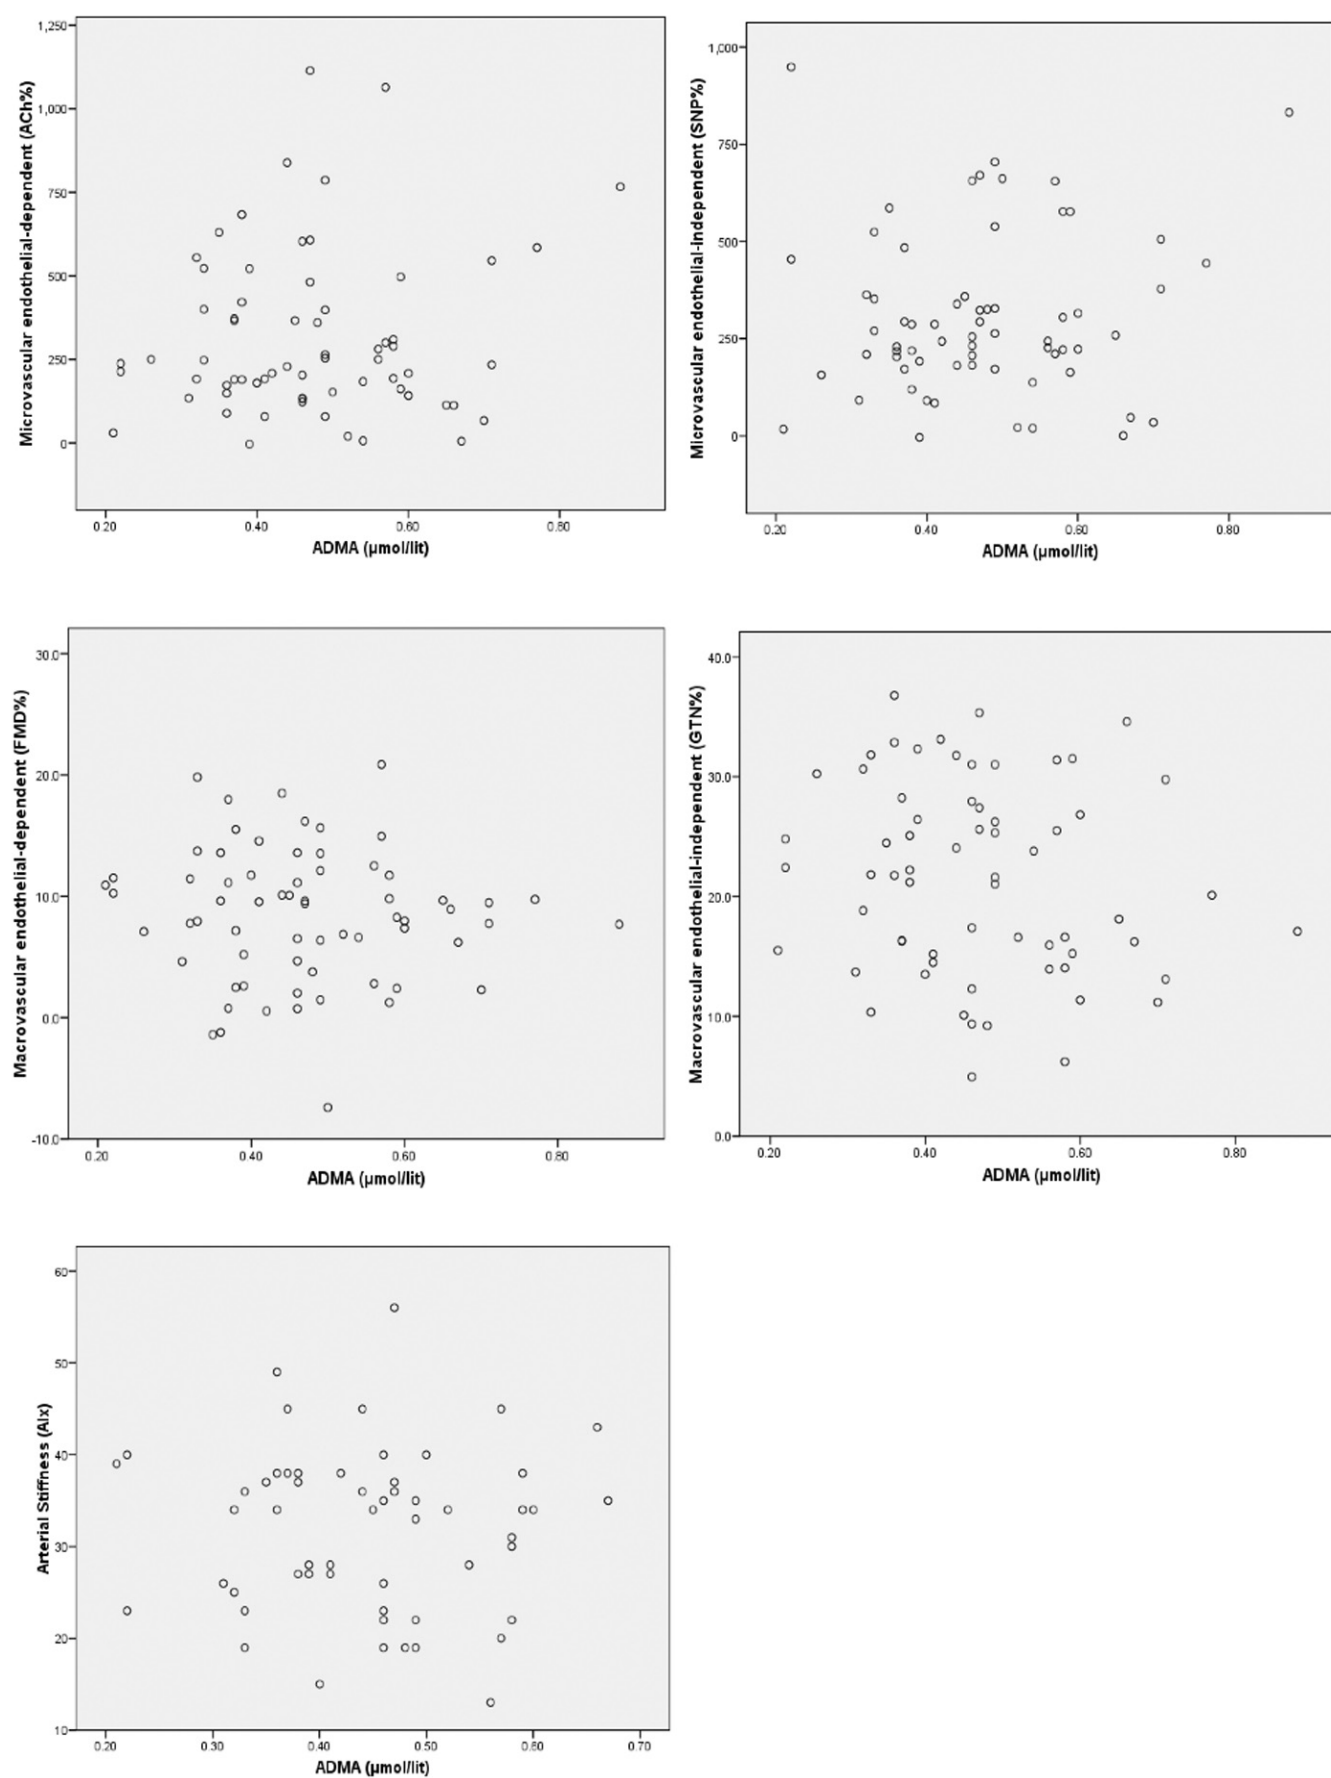 Microvascular endothelial-dependent (ACh%)
1,250
1,000
750
500
250
0
0.20 0.40 0.60 0.80
ADMA (µmol/lit)
Microvascular endothelial-independent (SNP%)
1,000
750
500
250
0
0.20 0.40 0.60 0.80
ADMA (µmol/lit)
Macrovascular endothelial-dependent (FMD%)
30.0
20.0
10.0
0.0
-10.0
0.20 0.40 0.60 0.80
ADMA (µmol/lit)
Macrovascular endothelial-independent (GTN%)
40.0
30.0
20.0
10.0
0.0
0.20 0.40 0.60 0.80
ADMA (µmol/lit)
Arterial Stiffness (AIx)
60
50
40
30
20
10
0.20 0.30 0.40 0.50 0.60 0.70
ADMA (µmol/lit)